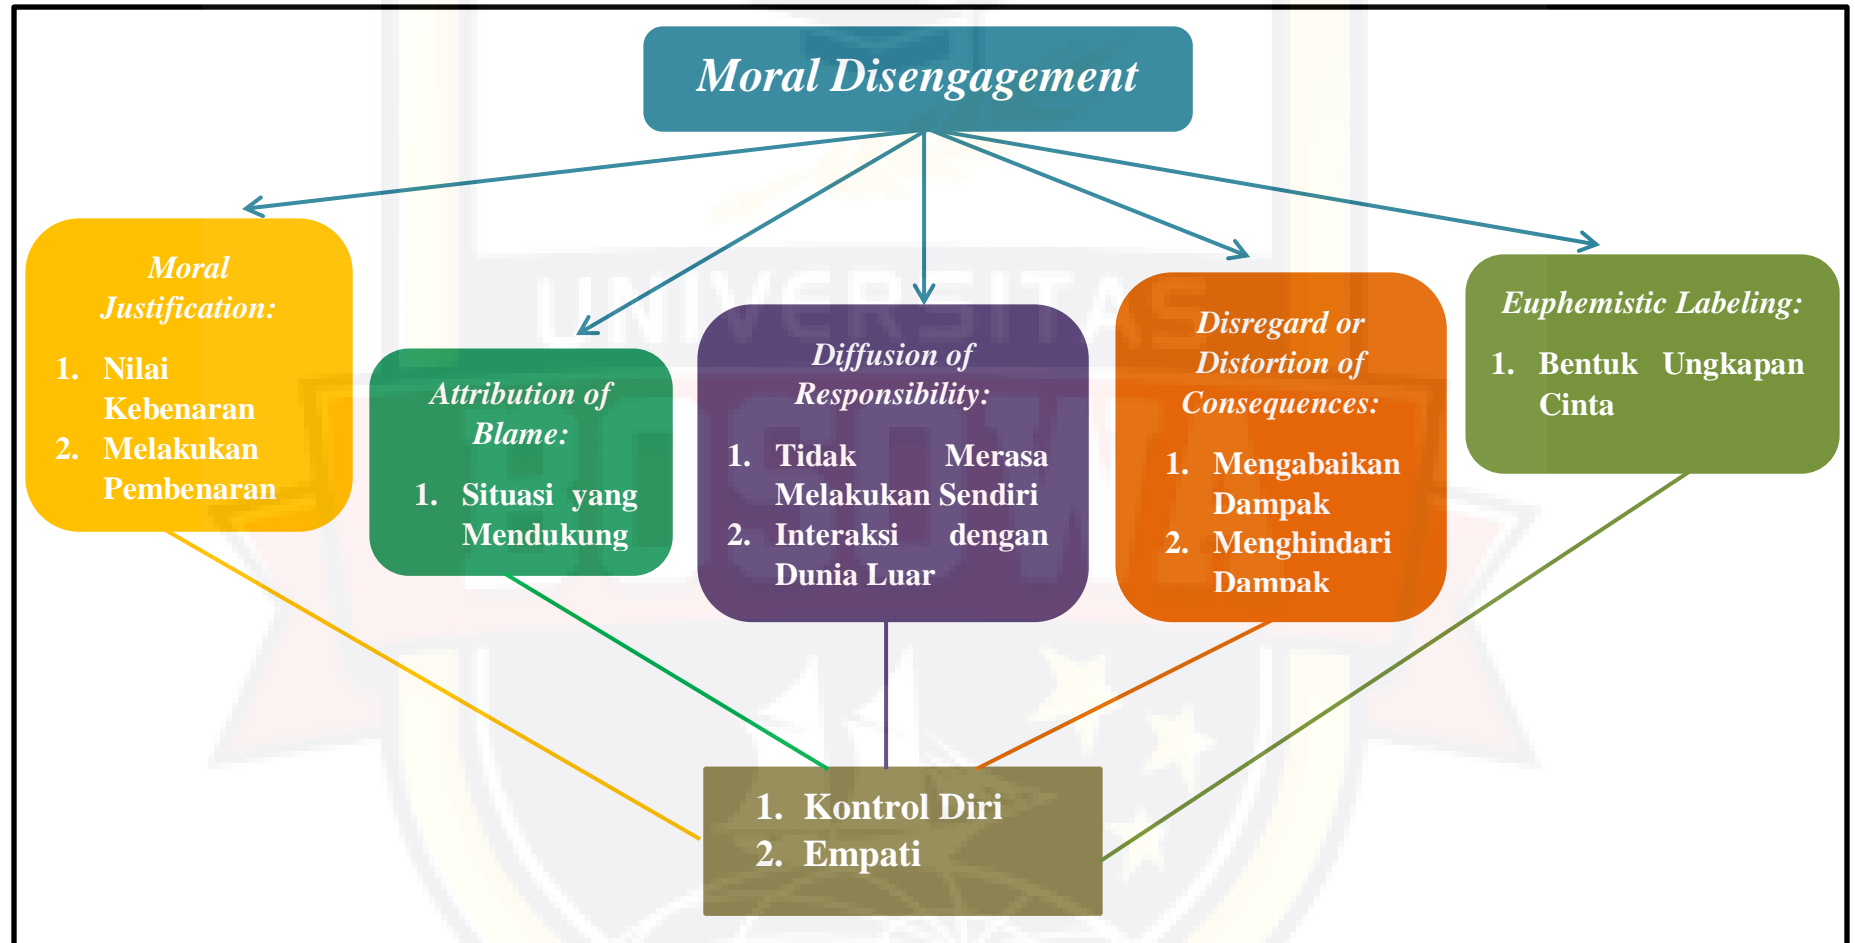 Moral Disengagement
Moral
Justification:
1. Nilai
Kebenaran
2. Melakukan
Pembenaran
Attribution of
Blame:
1. Situasi yang
Mendukung
Diffusion of
Responsibility:
1. Tidak Merasa
Melakukan Sendiri
2. Interaksi dengan
Dunia Luar
Disregard or
Distortion of
Consequences:
1. Mengabaikan
Dampak
2. Menghindari
Dampak
Euphemistic Labeling:
1. Bentuk Ungkapan
Cinta
1. Kontrol Diri
2. Empati
UNIVERSITAS
BOSOWA